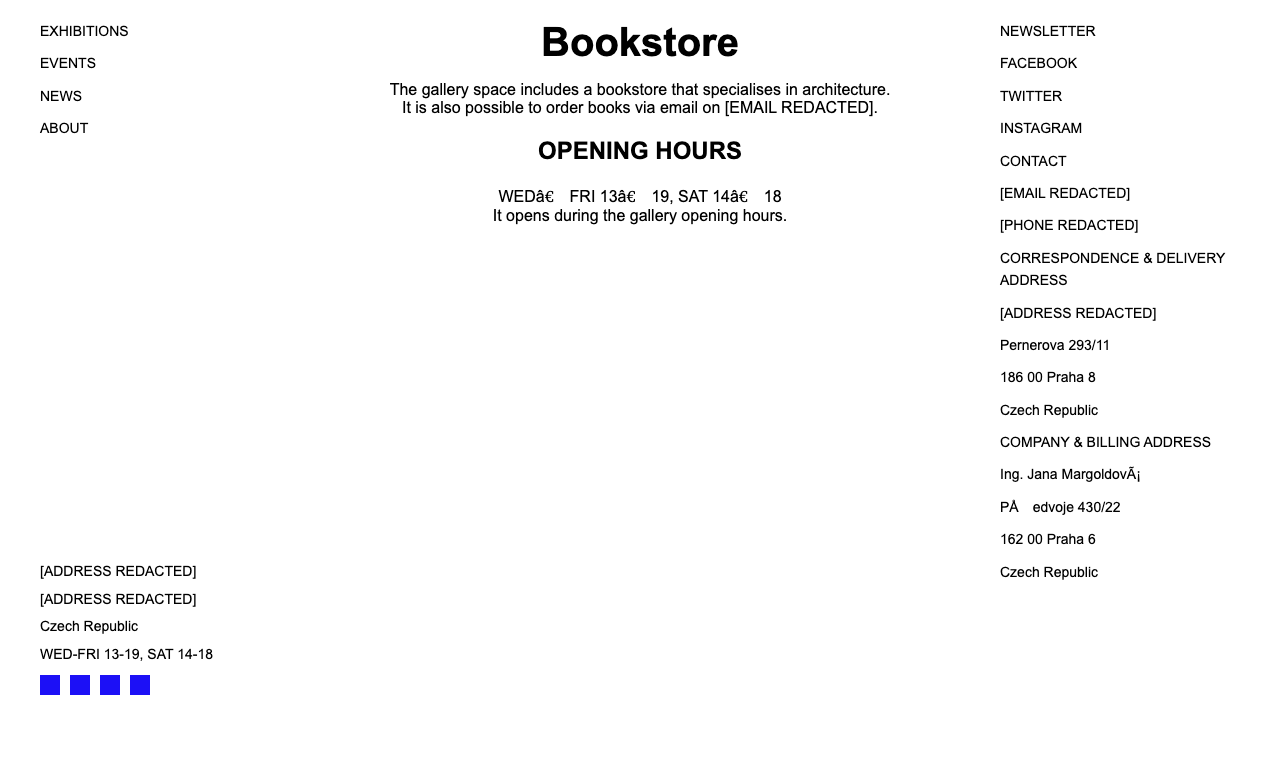 EXHIBITIONS
EVENTS
NEWS
ABOUT
Bookstore
The gallery space includes a bookstore that specialises in architecture.
It is also possible to order books via email on [EMAIL REDACTED].
OPENING HOURS
WEDâ€ FRI 13â€ 19, SAT 14â€ 18
It opens during the gallery opening hours.
NEWSLETTER
FACEBOOK
TWITTER
INSTAGRAM
CONTACT
[EMAIL REDACTED]
[PHONE REDACTED]
CORRESPONDENCE & DELIVERY
ADDRESS
[ADDRESS REDACTED]
Pernerova 293/11
186 00 Praha 8
Czech Republic
COMPANY & BILLING ADDRESS
Ing. Jana MargoldovÃ¡
PÅ edvoje 430/22
162 00 Praha 6
Czech Republic
[ADDRESS REDACTED]
[ADDRESS REDACTED]
Czech Republic
WED-FRI 13-19, SAT 14-18